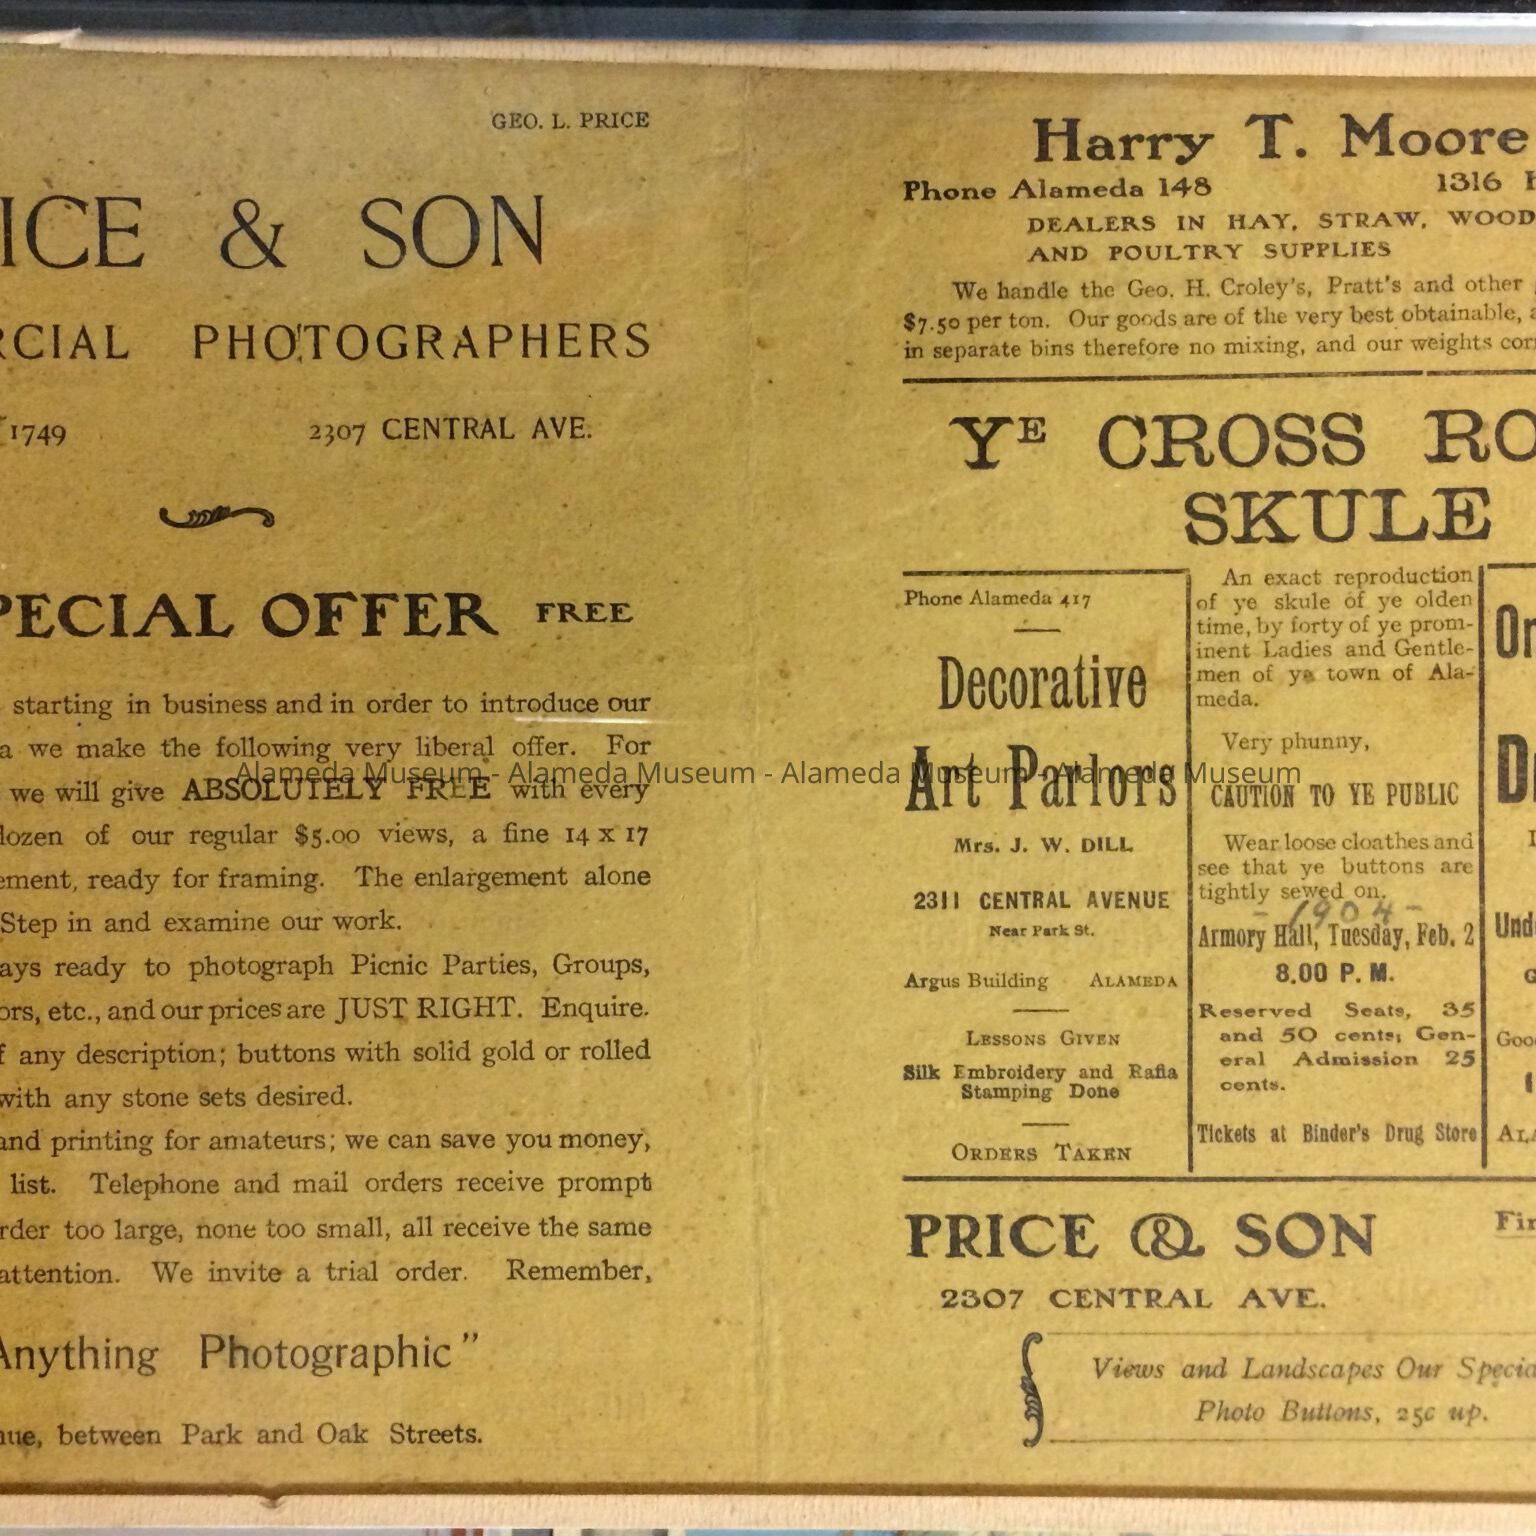 GEO. L. PRICE
ICE & SON
RCIAL PHOTOGRAPHERS
1749 2307 CENTRAL AVE.
PECIAL OFFER FREE
starting in business and in order to introduce our
a we make the following very liberal offer. For
we will give ABSOLUTELY FREE with every
dozen of our regular $5.00 views, a fine 14 x 17
ement, ready for framing. The enlargement alone
Step in and examine our work.
ays ready to photograph Picnic Parties, Groups,
ors, etc., and our prices are JUST RIGHT. Enquire.
f any description; buttons with solid gold or rolled
with any stone sets desired.
and printing for amateurs; we can save you money,
list. Telephone and mail orders receive prompt
rder too large, none too small, all receive the same
attention. We invite a trial order. Remember,
Anything Photographic"
nue, between Park and Oak Streets.
Harry T. Moore
Phone Alameda 148 1316
DEALERS IN HAY, STRAW, WOOD
AND POULTRY SUPPLIES
We handle the Geo. H. Croley's, Pratt's and other
$7.50 per ton. Our goods are of the very best obtainable, a
in separate bins therefore no mixing, and our weights corr
YE CROSS RO
SKULE
Phone Alameda 417
Decorative
Art Parlors
Mrs. J. W. DILL
2311 CENTRAL AVENUE
Near Park St.
Argus Building ALAMEDA
LESSONS GIVEN
Silk Embroidery and Rafia
Stamping Done
ORDERS TAKEN
An exact reproduction
of ye skule of ye olden
time, by forty of ye prom-
inent Ladies and Gentle-
men of ye town of Ala-
meda.
Very phunny,
CAUTION TO YE PUBLIC
Wear loose cloathes and
see that ye buttons are
tightly sewed on.
- 1904 -
Armory Hall, Tuesday, Feb. 2
8.00 P. M.
Reserved Seats, 35
and 50 cents; Gen-
eral Admission 25
cents.
Tickets at Binder's Drug Store
Or
Und
Goo
ALA
PRICE & SON
2307 CENTRAL AVE.
Fin
Views and Landscapes Our Specia
Photo Buttons, 25c up.
Alameda Museum - Alameda Museum - Alameda Museum - Alameda Museum